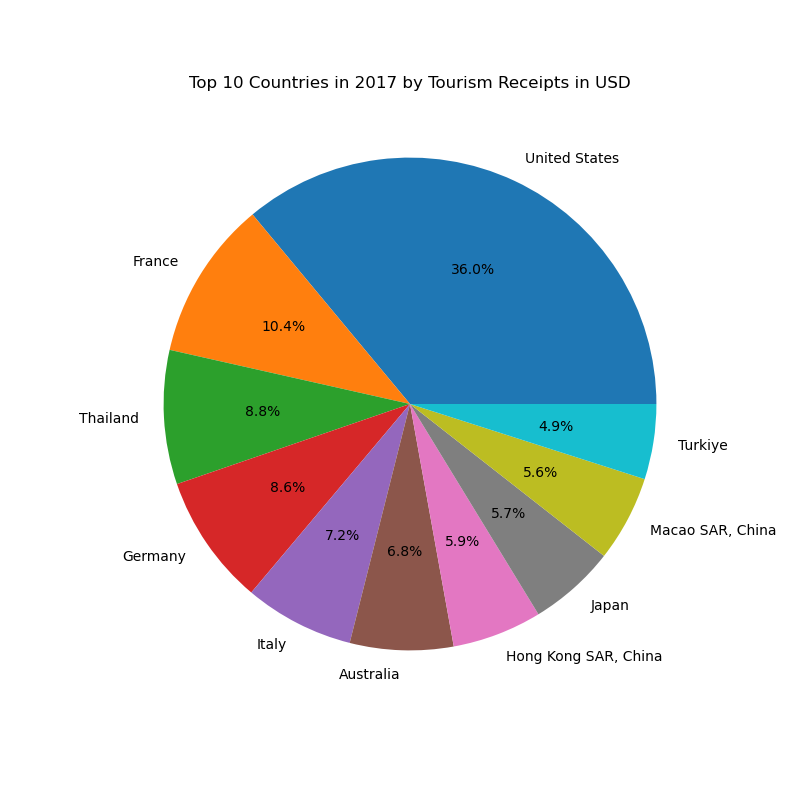 Top 10 Countries in 2017 by Tourism Receipts in USD
United States
36.0%
France
10.4%
Thailand
8.8%
Germany
8.6%
Italy
7.2%
Australia
6.8%
Hong Kong SAR, China
5.9%
Japan
5.7%
Macao SAR, China
5.6%
Turkiye
4.9%